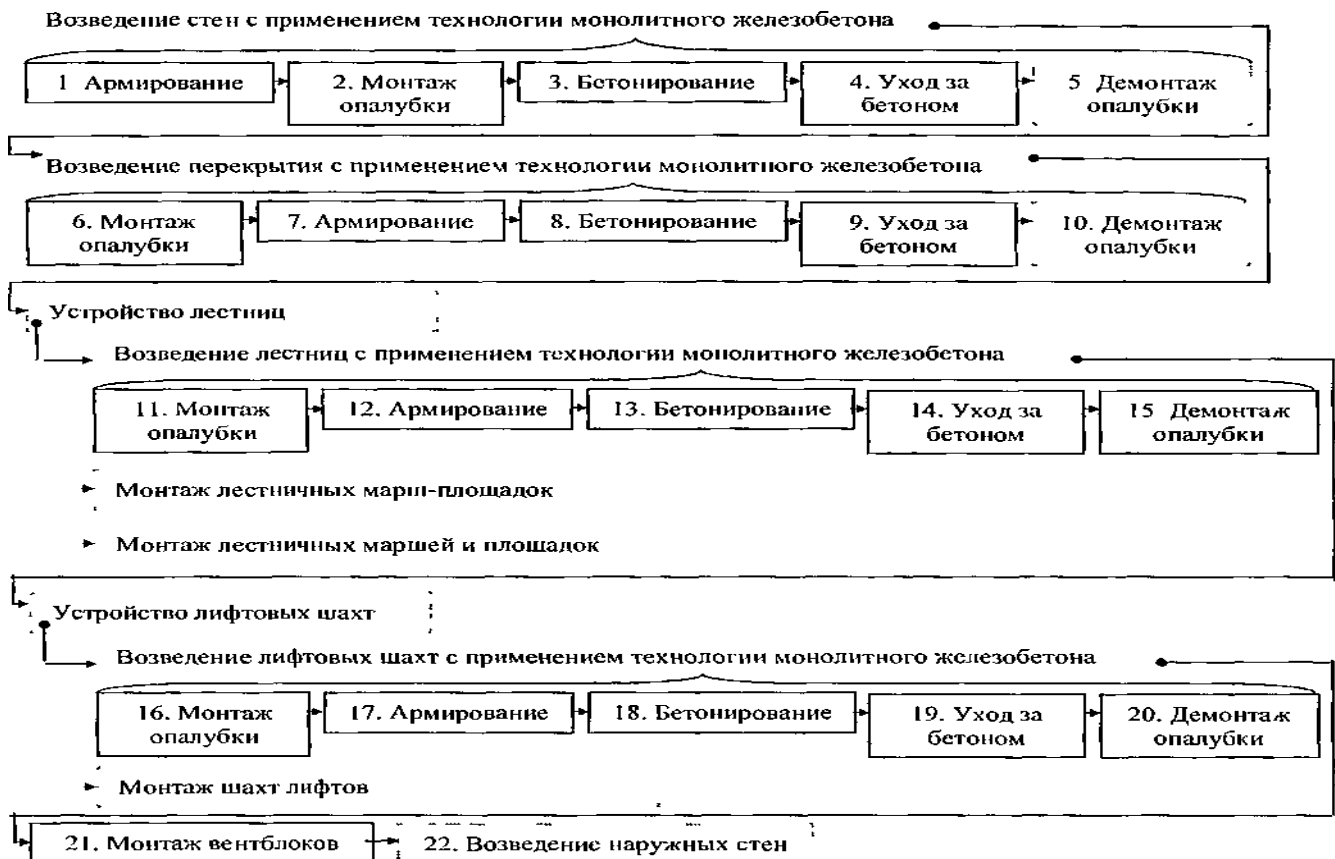 Возведение стен с применением технологии монолитного железобетона
1 Армирование
2. Монтаж
опалубки
3. Бетонирование
4. Уход за
бетоном
5 Демонтаж
опалубки
Возведение перекрытия с применением технологии монолитного железобетона
6. Монтаж
опалубки
7. Армирование
8. Бетонирование
9. Уход за
бетоном
10. Демонтаж
опалубки
Устройство лестниц
Возведение лестниц с применением технологии монолитного железобетона
11. Монтаж
опалубки
12. Армирование
13. Бетонирование
14. Уход за
бетоном
15 Демонтаж
опалубки
Монтаж лестничных марш-площадок
Монтаж лестничных маршей и площадок
Устройство лифтовых шахт
Возведение лифтовых шахт с применением технологии монолитного железобетона
16. Монтаж
опалубки
17. Армирование
18. Бетонирование
19. Уход за
бетоном
20. Демонтаж
опалубки
Монтаж шахт лифтов
21. Монтаж вентблоков
22. Возведение наружных стен